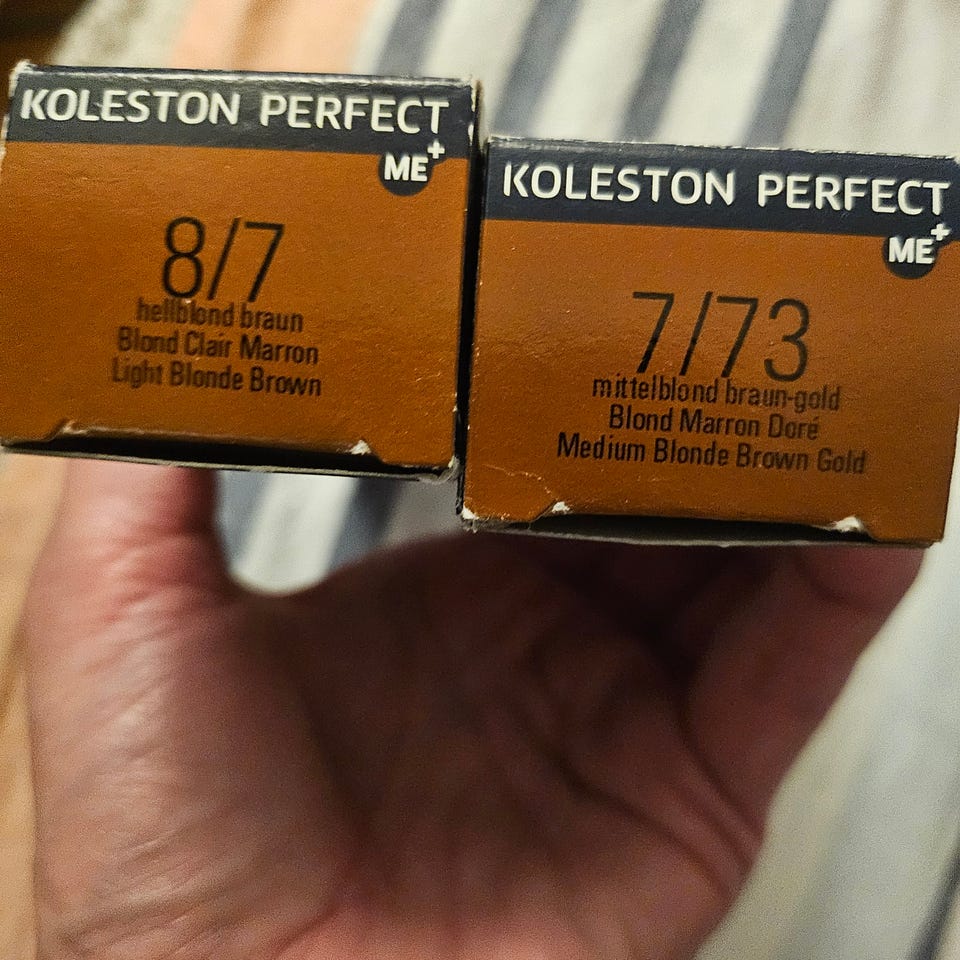 KOLESTON PERFECT
ME+
8/7
hellblond braun
Blond Clair Marron
Light Blonde Brown
KOLESTON PERFECT
ME+
7/73
mittelblond braun-gold
Blond Marron Doré
Medium Blonde Brown Gold